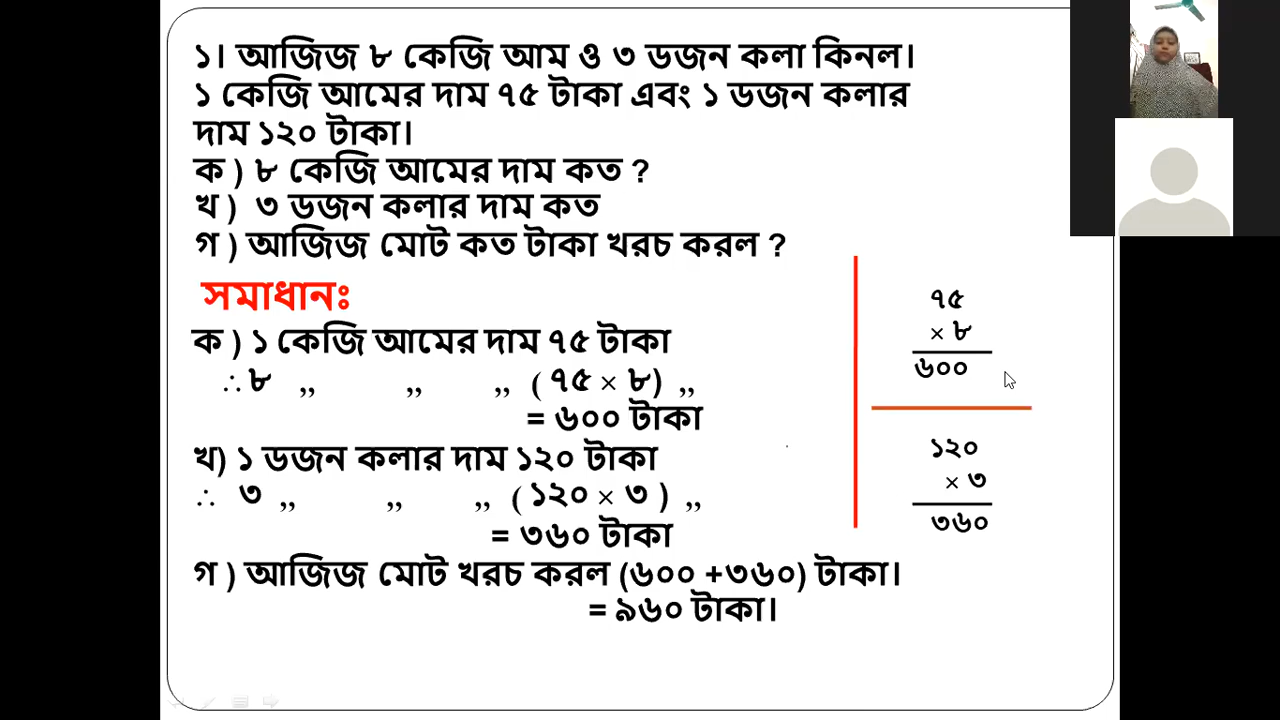 ১। আজিজ ৮ কেজি আম ও ৩ ডজন কলা কিনল।
১ কেজি আমের দাম ৭৫ টাকা এবং ১ ডজন কলার
দাম ১২০ টাকা।
ক ) ৮ কেজি আমের দাম কত ?
খ ) ৩ ডজন কলার দাম কত
গ ) আজিজ মোট কত টাকা খরচ করল ?
সমাধানঃ
ক ) ১ কেজি আমের দাম ৭৫ টাকা
∴ ৮ ,, ,, ,, ( ৭৫ × ৮) ,,
= ৬০০ টাকা
খ) ১ ডজন কলার দাম ১২০ টাকা
∴ ৩ ,, ,, ,, ( ১২০ × ৩ ) ,,
= ৩৬০ টাকা
গ ) আজিজ মোট খরচ করল (৬০০ +৩৬০) টাকা।
= ৯৬০ টাকা।
৭৫
× ৮
৬০০
১২০
× ৩
৩৬০